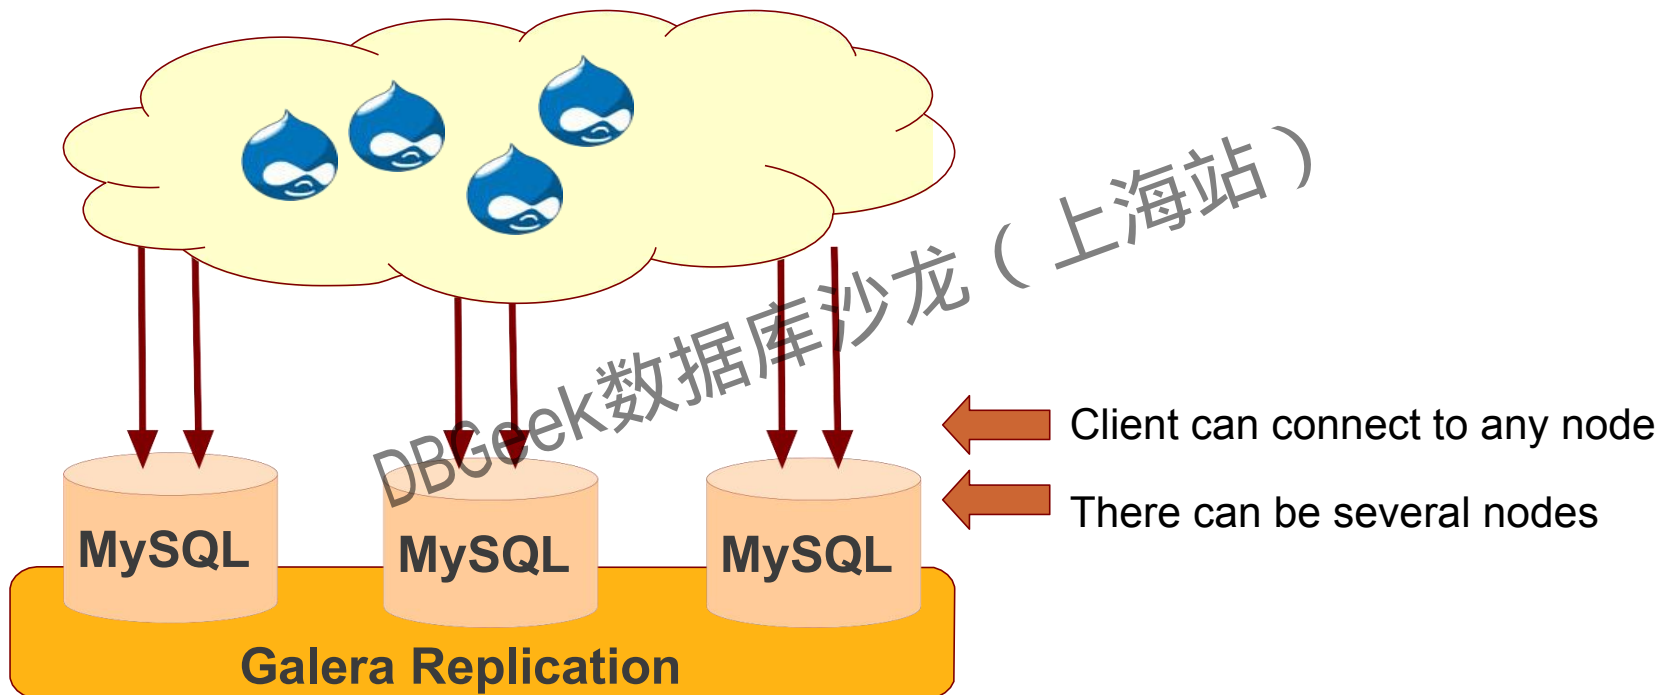 DBGeek数据库沙龙（上海站）
Client can connect to any node
There can be several nodes
MySQL
MySQL
MySQL
Galera Replication